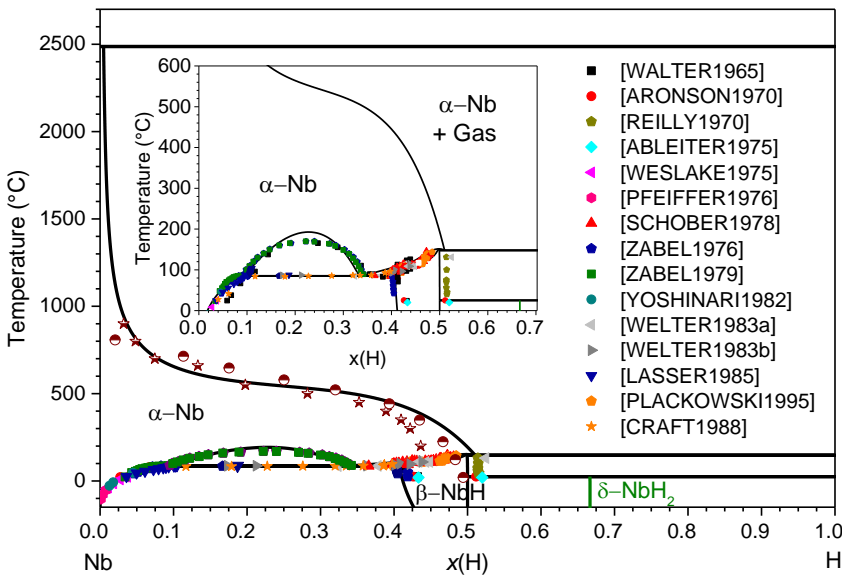 2500
2000
1500
1000
500
0
Temperature (°C)
0.0
0.1
0.2
0.3
0.4
0.5
0.6
0.7
0.8
0.9
1.0
Nb
x(H)
H
α–Nb
β-NbH
δ–NbH2
600
500
400
300
200
100
0
Temperature (°C)
0.0
0.1
0.2
0.3
0.4
0.5
0.6
0.7
x(H)
α–Nb
α–Nb
+ Gas
[WALTER1965]
[ARONSON1970]
[REILLY1970]
[ABLEITER1975]
[WESLAKE1975]
[PFEIFFER1976]
[SCHOBER1978]
[ZABEL1976]
[ZABEL1979]
[YOSHINARI1982]
[WELTER1983a]
[WELTER1983b]
[LASSER1985]
[PLACKOWSKI1995]
[CRAFT1988]